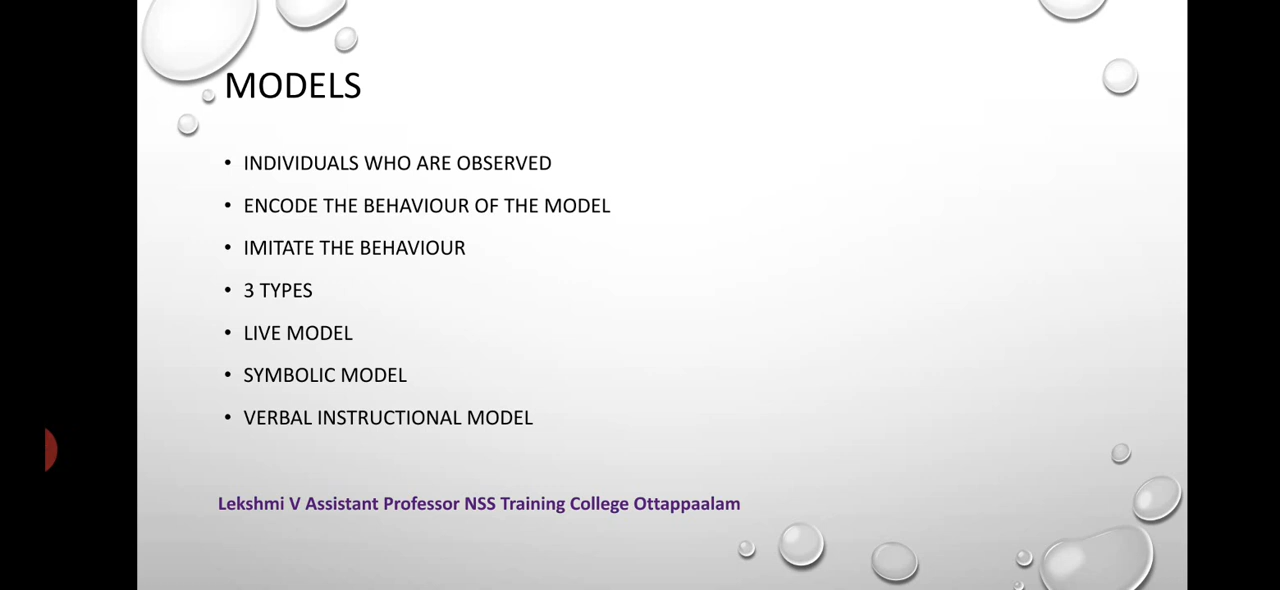 MODELS
• INDIVIDUALS WHO ARE OBSERVED
• ENCODE THE BEHAVIOUR OF THE MODEL
• IMITATE THE BEHAVIOUR
• 3 TYPES
• LIVE MODEL
• SYMBOLIC MODEL
• VERBAL INSTRUCTIONAL MODEL
Lekshmi V Assistant Professor NSS Training College Ottappaalam